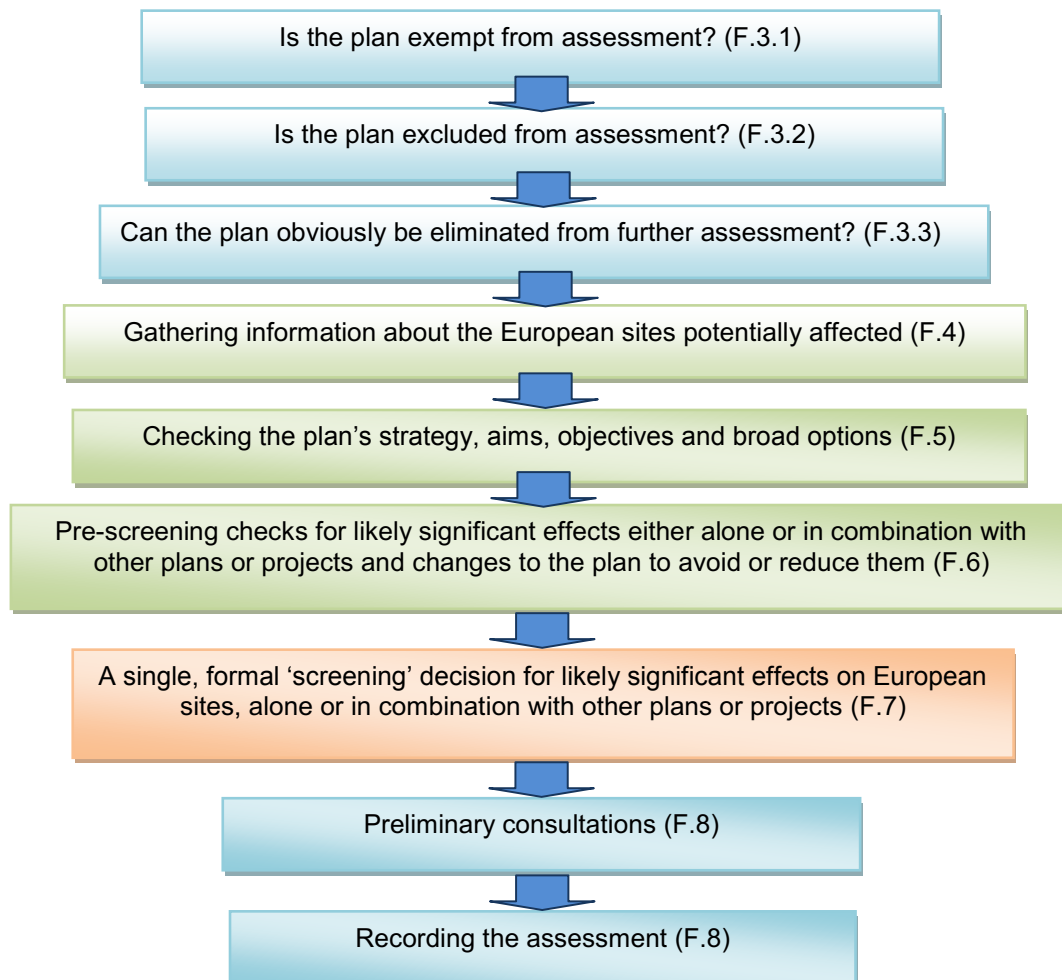 Is the plan exempt from assessment? (F.3.1)
Is the plan excluded from assessment? (F.3.2)
Can the plan obviously be eliminated from further assessment? (F.3.3)
Gathering information about the European sites potentially affected (F.4)
Checking the plan’s strategy, aims, objectives and broad options (F.5)
Pre-screening checks for likely significant effects either alone or in combination with
other plans or projects and changes to the plan to avoid or reduce them (F.6)
A single, formal ‘screening’ decision for likely significant effects on European
sites, alone or in combination with other plans or projects (F.7)
Preliminary consultations (F.8)
Recording the assessment (F.8)